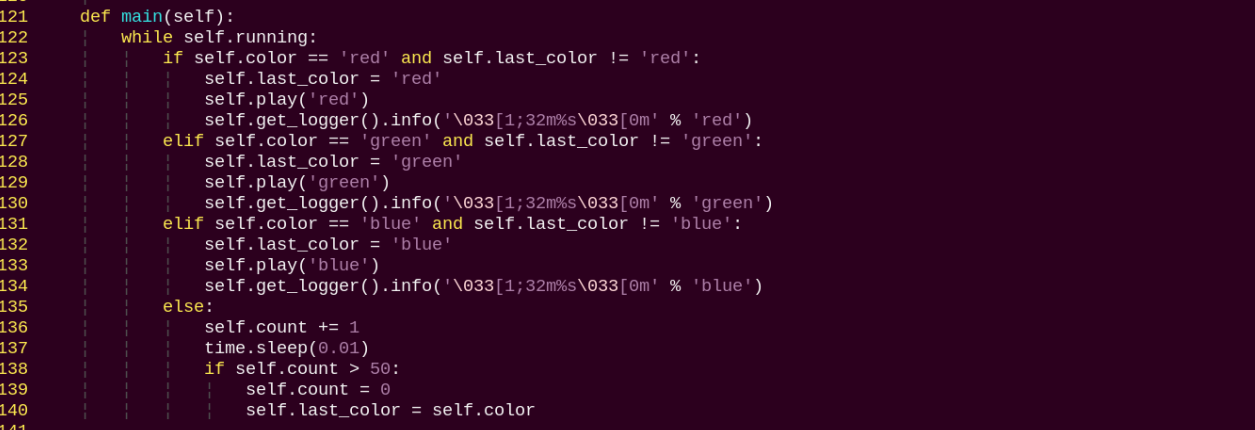 121     def main(self):
122         while self.running:
123             if self.color == 'red' and self.last_color != 'red':
124                 self.last_color = 'red'
125                 self.play('red')
126                 self.get_logger().info('\033[1;32m%s\033[0m' % 'red')
127             elif self.color == 'green' and self.last_color != 'green':
128                 self.last_color = 'green'
129                 self.play('green')
130                 self.get_logger().info('\033[1;32m%s\033[0m' % 'green')
131             elif self.color == 'blue' and self.last_color != 'blue':
132                 self.last_color = 'blue'
133                 self.play('blue')
134                 self.get_logger().info('\033[1;32m%s\033[0m' % 'blue')
135             else:
136                 self.count += 1
137                 time.sleep(0.01)
138                 if self.count > 50:
139                     self.count = 0
140                     self.last_color = self.color